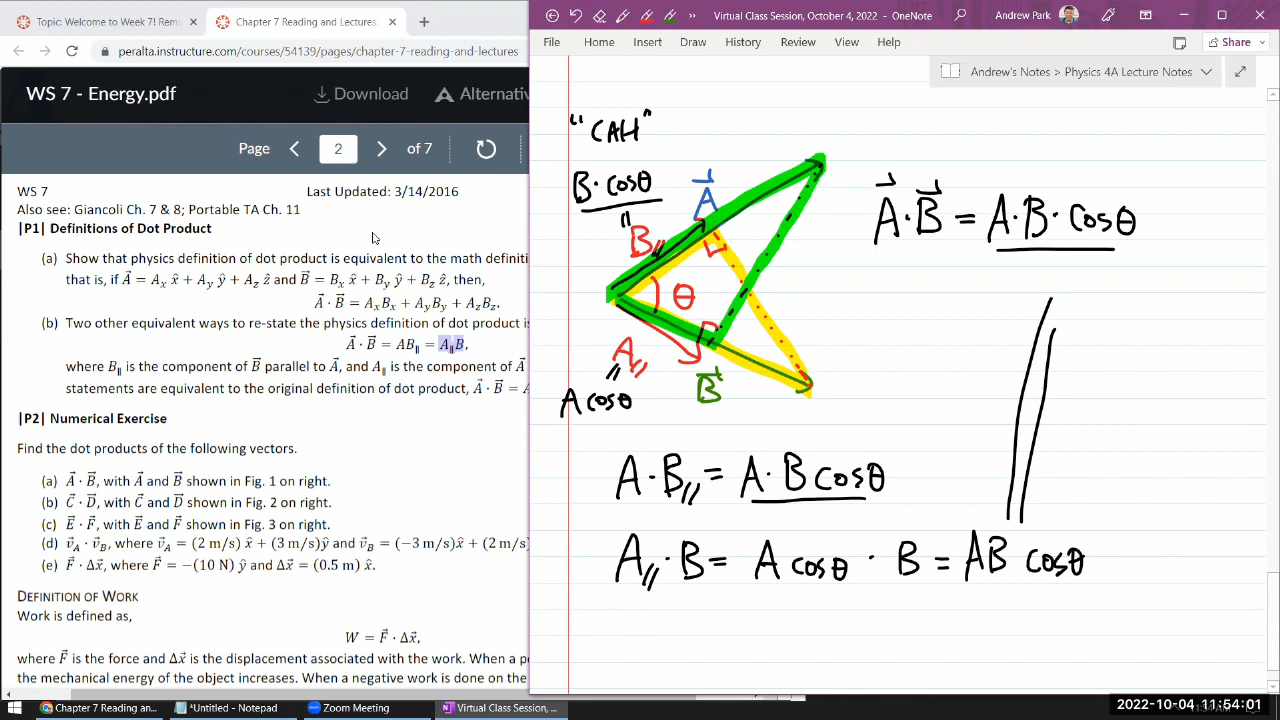 Topic: Welcome to Week 7! Remi
Chapter 7 Reading and Lectures:
peralta.instructure.com/courses/54139/pages/chapter-7-reading-and-lectures
WS 7 - Energy.pdf
Download
Alternativ
Page
2
of 7
WS 7
Last Updated: 3/14/2016
Also see: Giancoli Ch. 7 & 8; Portable TA Ch. 11
|P1| Definitions of Dot Product
(a) Show that physics definition of dot product is equivalent to the math definiti
that is, if A⃗ = Aₓ x̂ + A_y ŷ + A_z ẑ and B⃗ = Bₓ x̂ + B_y ŷ + B_z ẑ, then,
A⃗ · B⃗ = AₓBₓ + A_yB_y + A_zB_z.
(b) Two other equivalent ways to re-state the physics definition of dot product is
A⃗ · B⃗ = AB∥ = A∥B,
where B∥ is the component of B⃗ parallel to A⃗, and A∥ is the component of A⃗
statements are equivalent to the original definition of dot product, A⃗ · B⃗ = A
|P2| Numerical Exercise
Find the dot products of the following vectors.
(a) A⃗ · B⃗, with A⃗ and B⃗ shown in Fig. 1 on right.
(b) C⃗ · D⃗, with C⃗ and D⃗ shown in Fig. 2 on right.
(c) E⃗ · F⃗, with E⃗ and F⃗ shown in Fig. 3 on right.
(d) v⃗_A · v⃗_B, where v⃗_A = (2 m/s) x̂ + (3 m/s)ŷ and v⃗_B = (−3 m/s)x̂ + (2 m/
(e) F⃗ · Δx⃗, where F⃗ = −(10 N) ŷ and Δx⃗ = (0.5 m) x̂.
DEFINITION OF WORK
Work is defined as,
W = F⃗ · Δx⃗,
where F⃗ is the force and Δx⃗ is the displacement associated with the work. When a p
the mechanical energy of the object increases. When a negative work is done on the
Virtual Class Session, October 4, 2022 - OneNote
Andrew Park
File
Home
Insert
Draw
History
Review
View
Help
Share
Andrew's Notes > Physics 4A Lecture Notes
"CAH"
B·cosθ
"
B∥
A⃗
θ
A∥
"
A cosθ
B⃗
A⃗·B⃗ = A·B·cosθ
A·B∥ = A·B cosθ
A∥·B = A cosθ · B = AB cosθ
Chapter 7 Reading an
*Untitled - Notepad
Zoom Meeting
Virtual Class Session,
2022-10-04 11:54:01